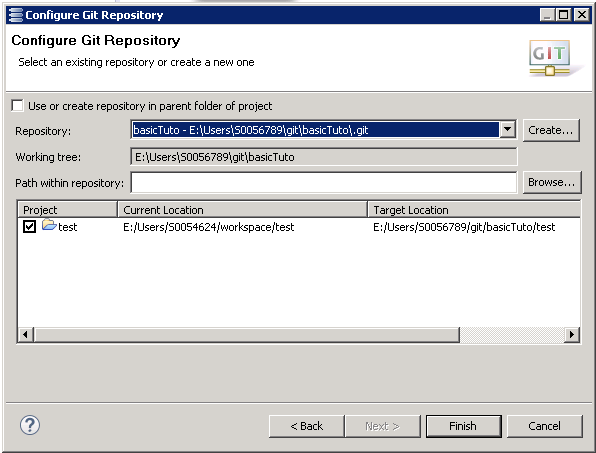 Configure Git Repository
Configure Git Repository
Select an existing repository or create a new one
GIT
Use or create repository in parent folder of project
Repository: basicTuto - E:\Users\S0056789\git\basicTuto\.git Create...
Working tree: E:\Users\S0056789\git\basicTuto
Path within repository: Browse...
Project Current Location Target Location
test E:/Users/S0054624/workspace/test E:/Users/S0056789/git/basicTuto/test
? < Back Next > Finish Cancel